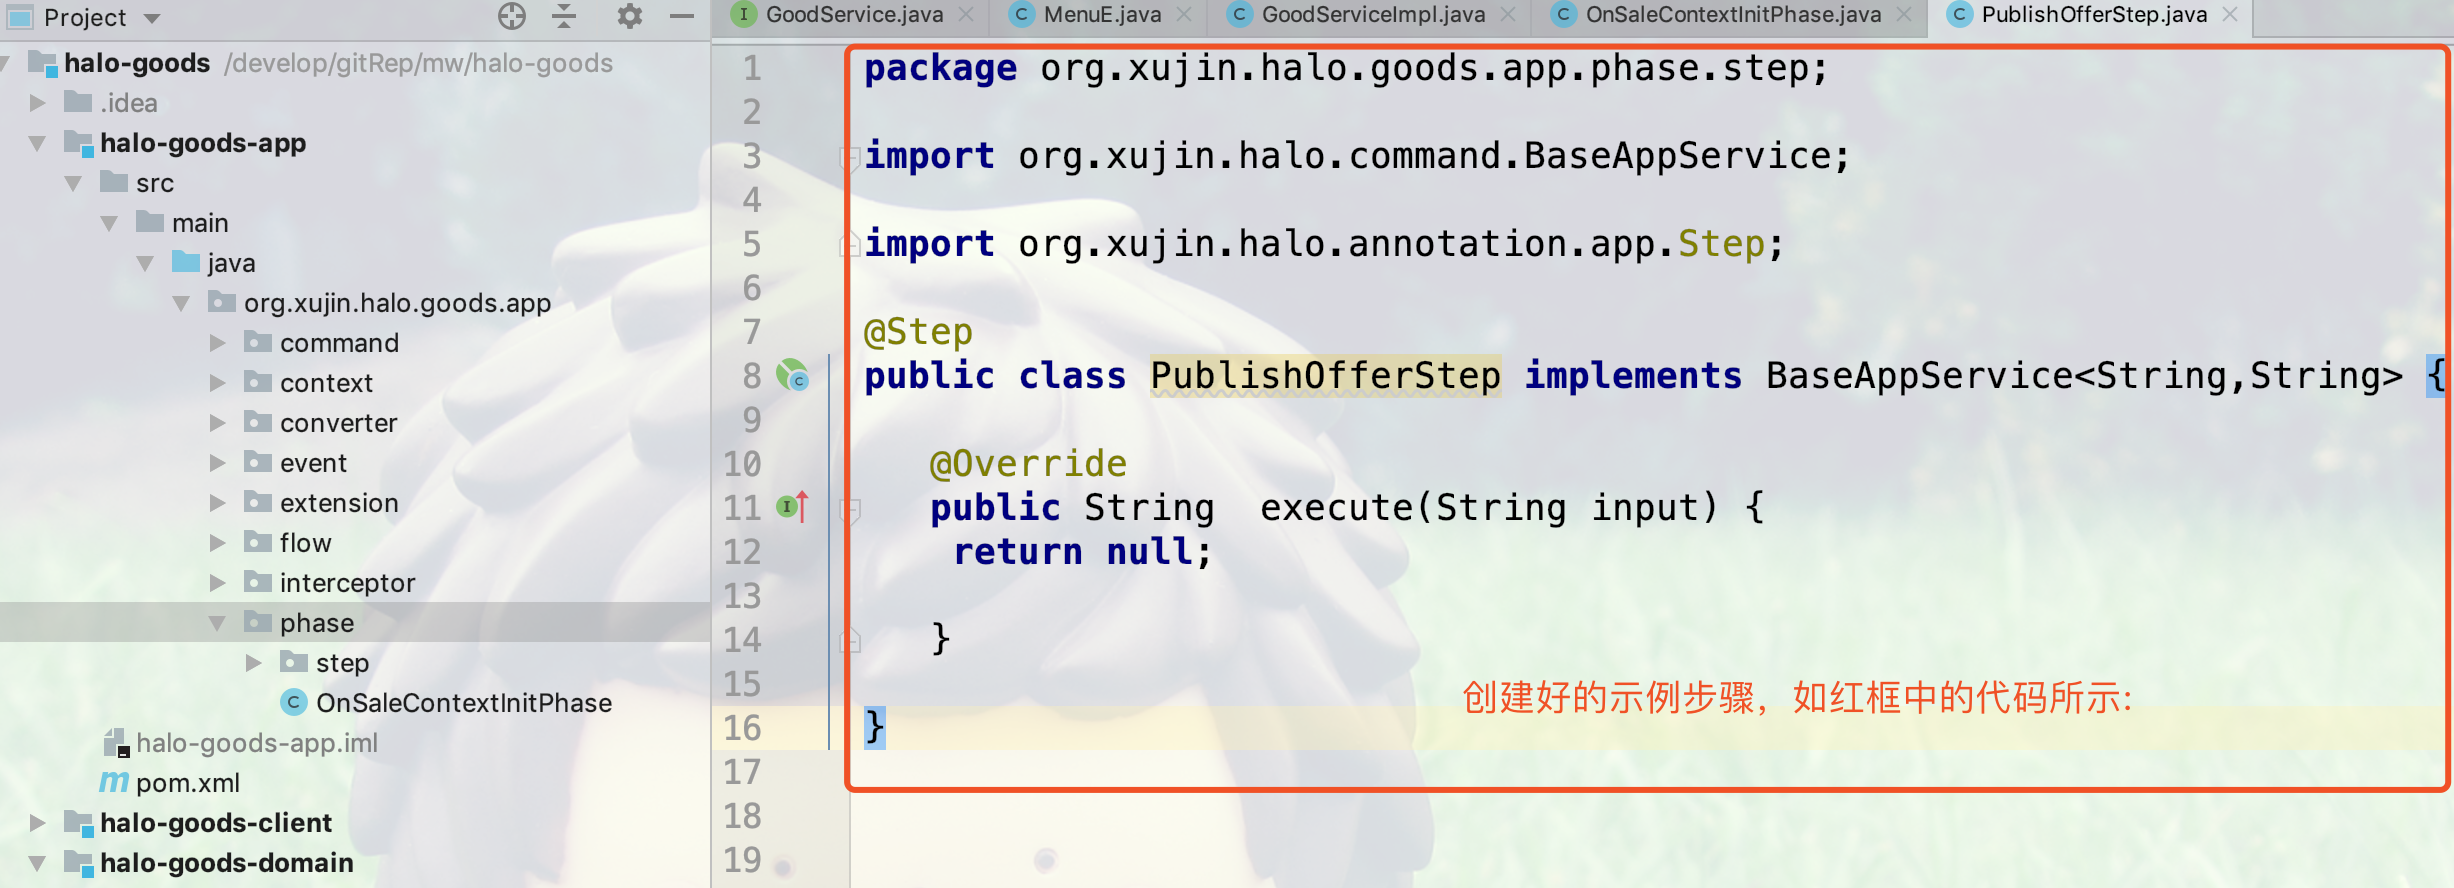 Project
halo-goods /develop/gitRep/mw/halo-goods
.idea
halo-goods-app
src
main
java
org.xujin.halo.goods.app
command
context
converter
event
extension
flow
interceptor
phase
step
OnSaleContextInitPhase
halo-goods-app.iml
pom.xml
halo-goods-client
halo-goods-domain
GoodService.java MenuE.java GoodServiceImpl.java OnSaleContextInitPhase.java PublishOfferStep.java
1 package org.xujin.halo.goods.app.phase.step;
2
3 import org.xujin.halo.command.BaseAppService;
4
5 import org.xujin.halo.annotation.app.Step;
6
7 @Step
8 public class PublishOfferStep implements BaseAppService<String,String> {
9
10 @Override
11 public String  execute(String input) {
12 return null;
13
14 }
15
创建好的示例步骤，如红框中的代码所示:
16 }
17
18
19